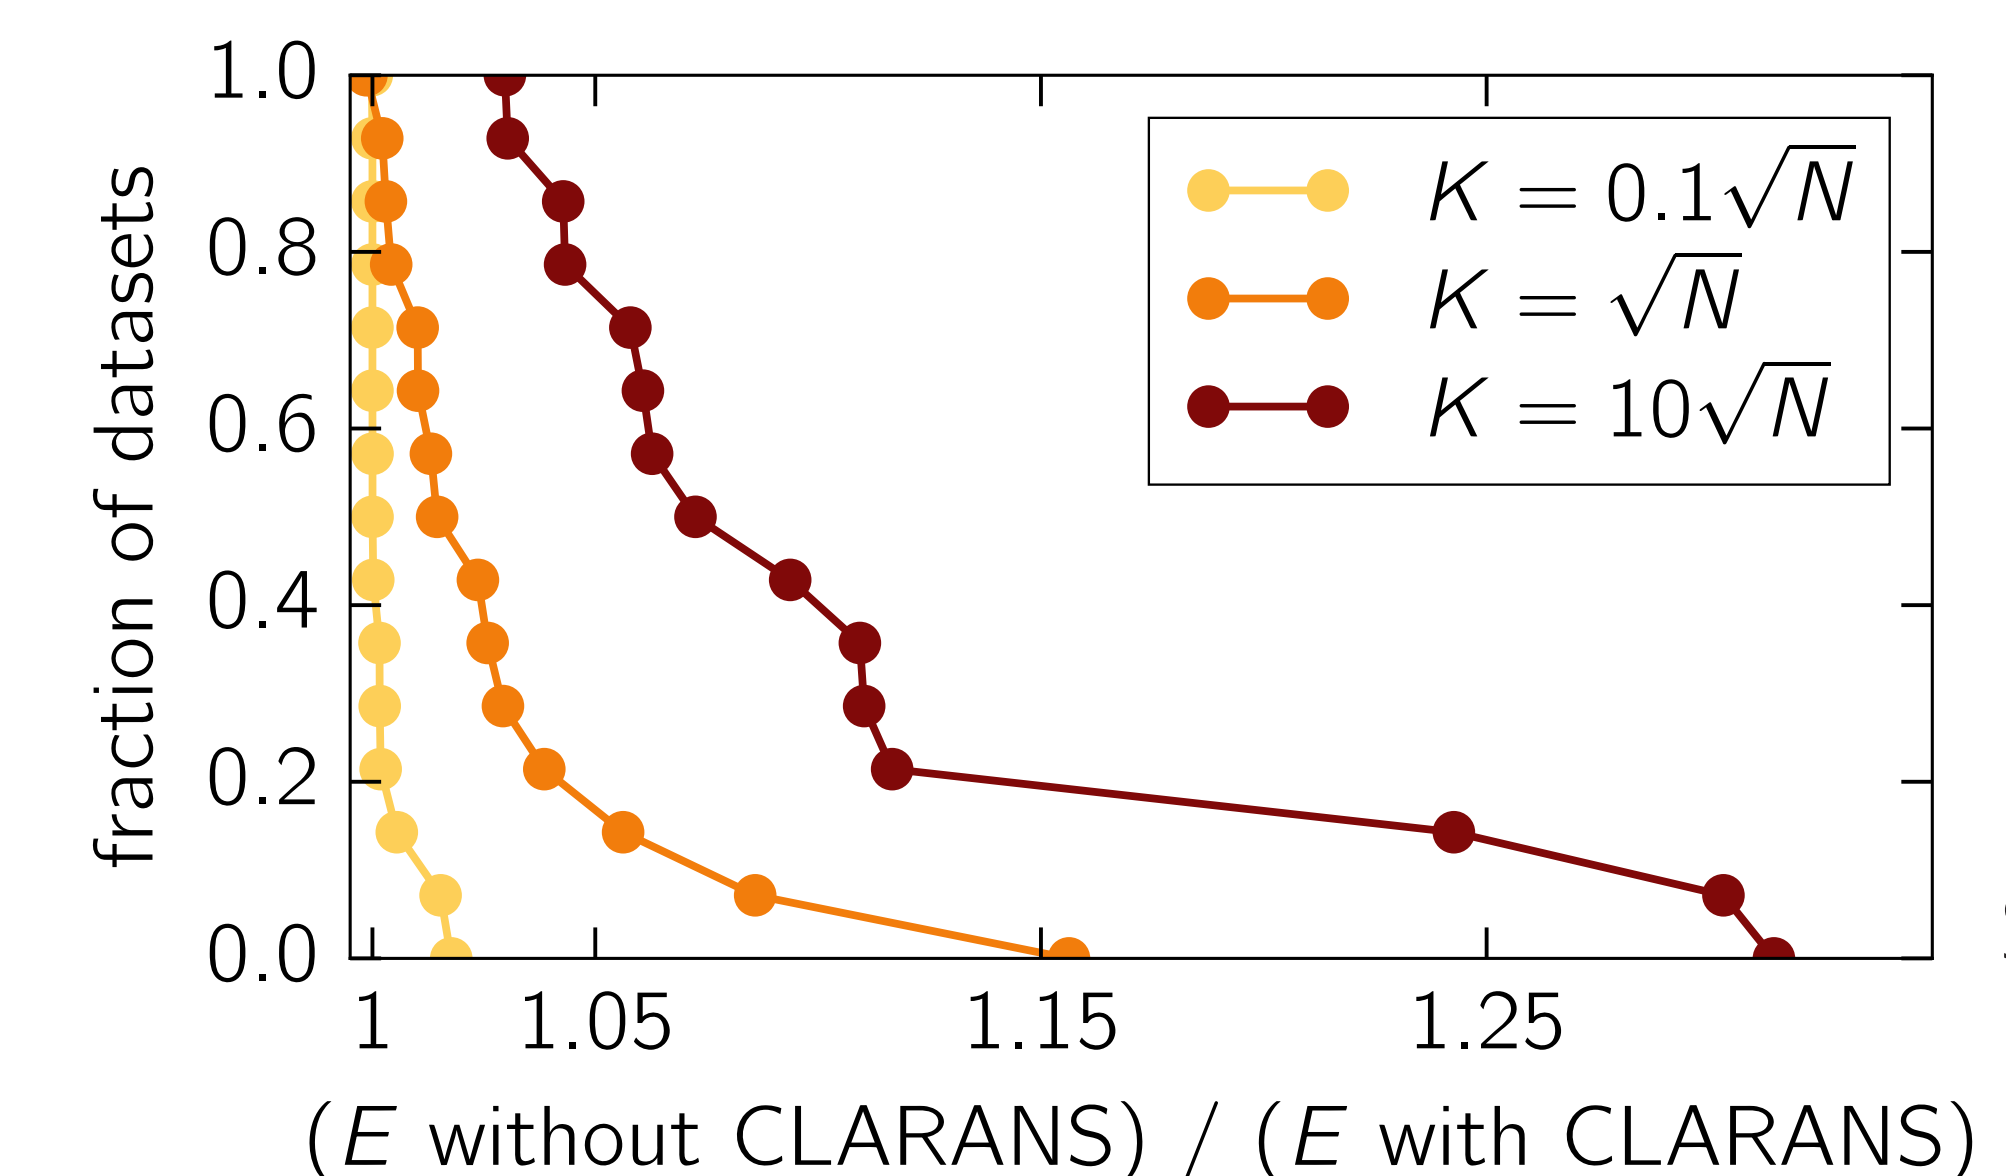 1.0
0.8
0.6
0.4
0.2
0.0
fraction of datasets
K = 0.1√N
K = √N
K = 10√N
1 1.05 1.15 1.25
(E without CLARANS) / (E with CLARANS)